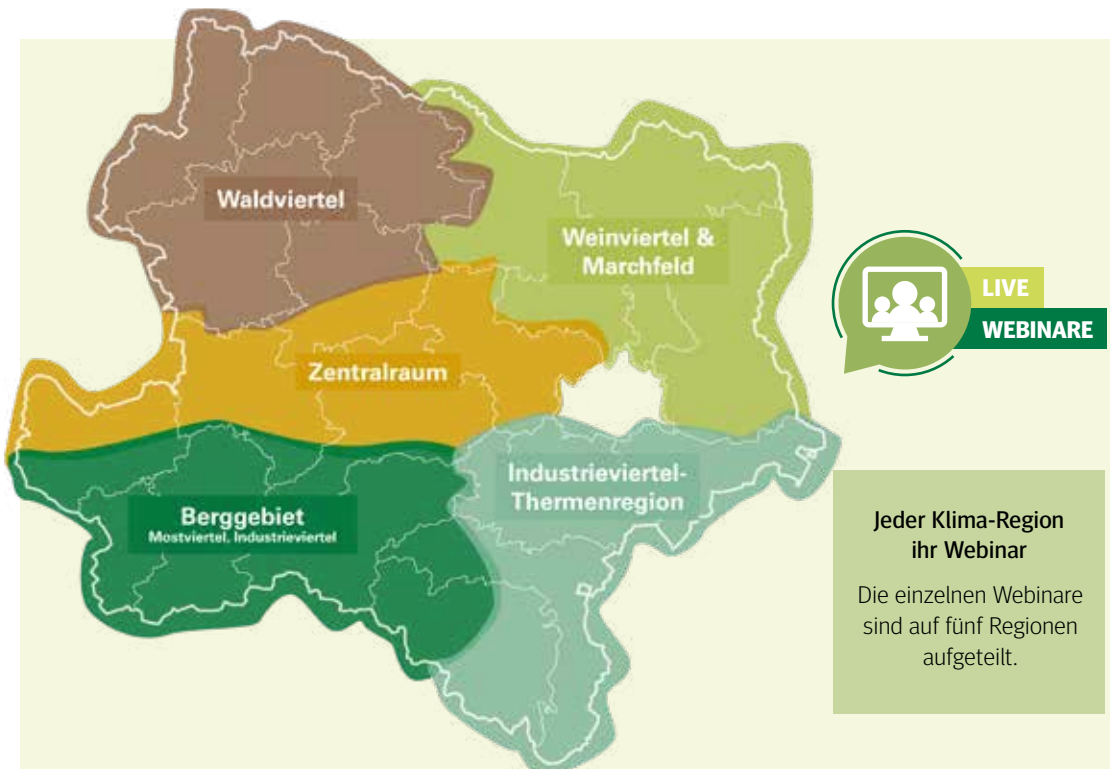 Waldviertel
Weinviertel &
Marchfeld
LIVE
WEBINARE
Zentralraum
Industrieviertel-
Thermenregion
Berggebiet
Mostviertel, Industrieviertel
Jeder Klima-Region
ihr Webinar
Die einzelnen Webinare
sind auf fünf Regionen
aufgeteilt.